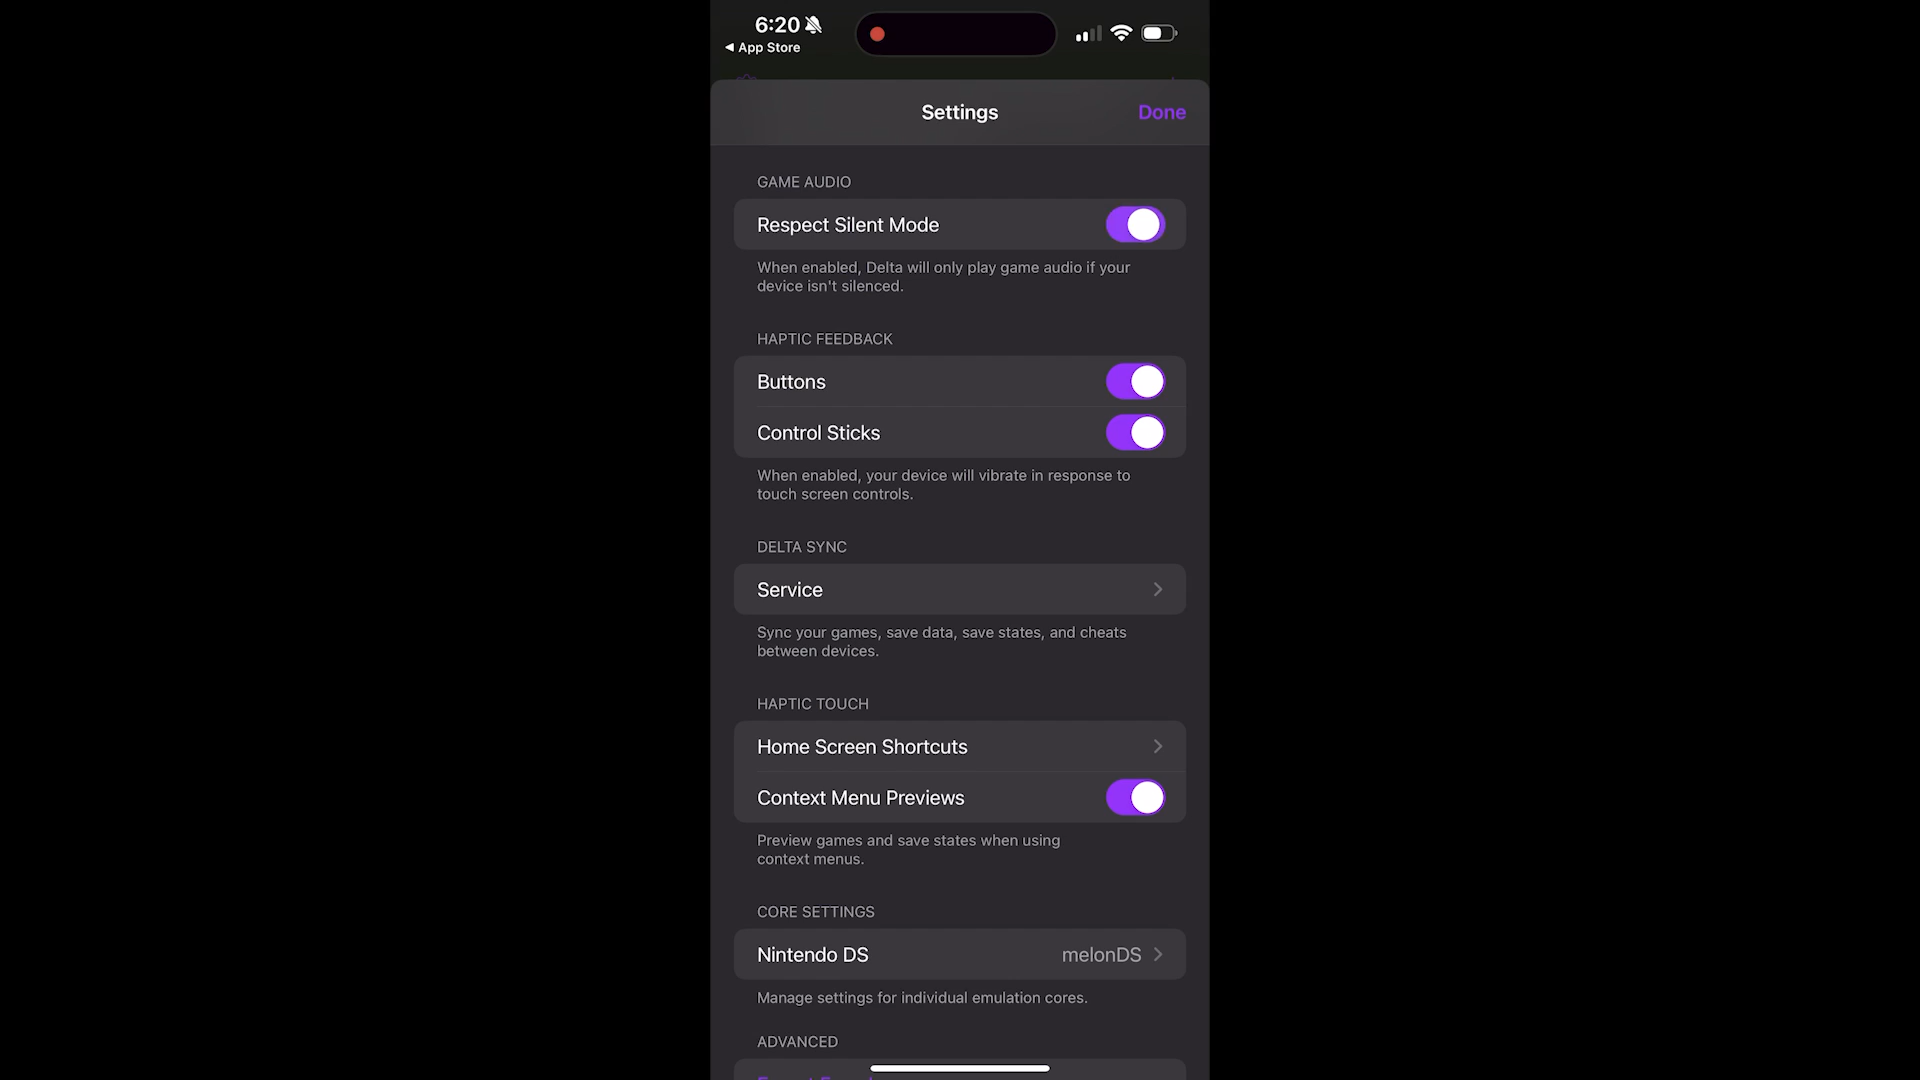 6:20
App Store
Settings
Done
GAME AUDIO
Respect Silent Mode
When enabled, Delta will only play game audio if your
device isn't silenced.
HAPTIC FEEDBACK
Buttons
Control Sticks
When enabled, your device will vibrate in response to
touch screen controls.
DELTA SYNC
Service
Sync your games, save data, save states, and cheats
between devices.
HAPTIC TOUCH
Home Screen Shortcuts
Context Menu Previews
Preview games and save states when using
context menus.
CORE SETTINGS
Nintendo DS
melonDS
Manage settings for individual emulation cores.
ADVANCED